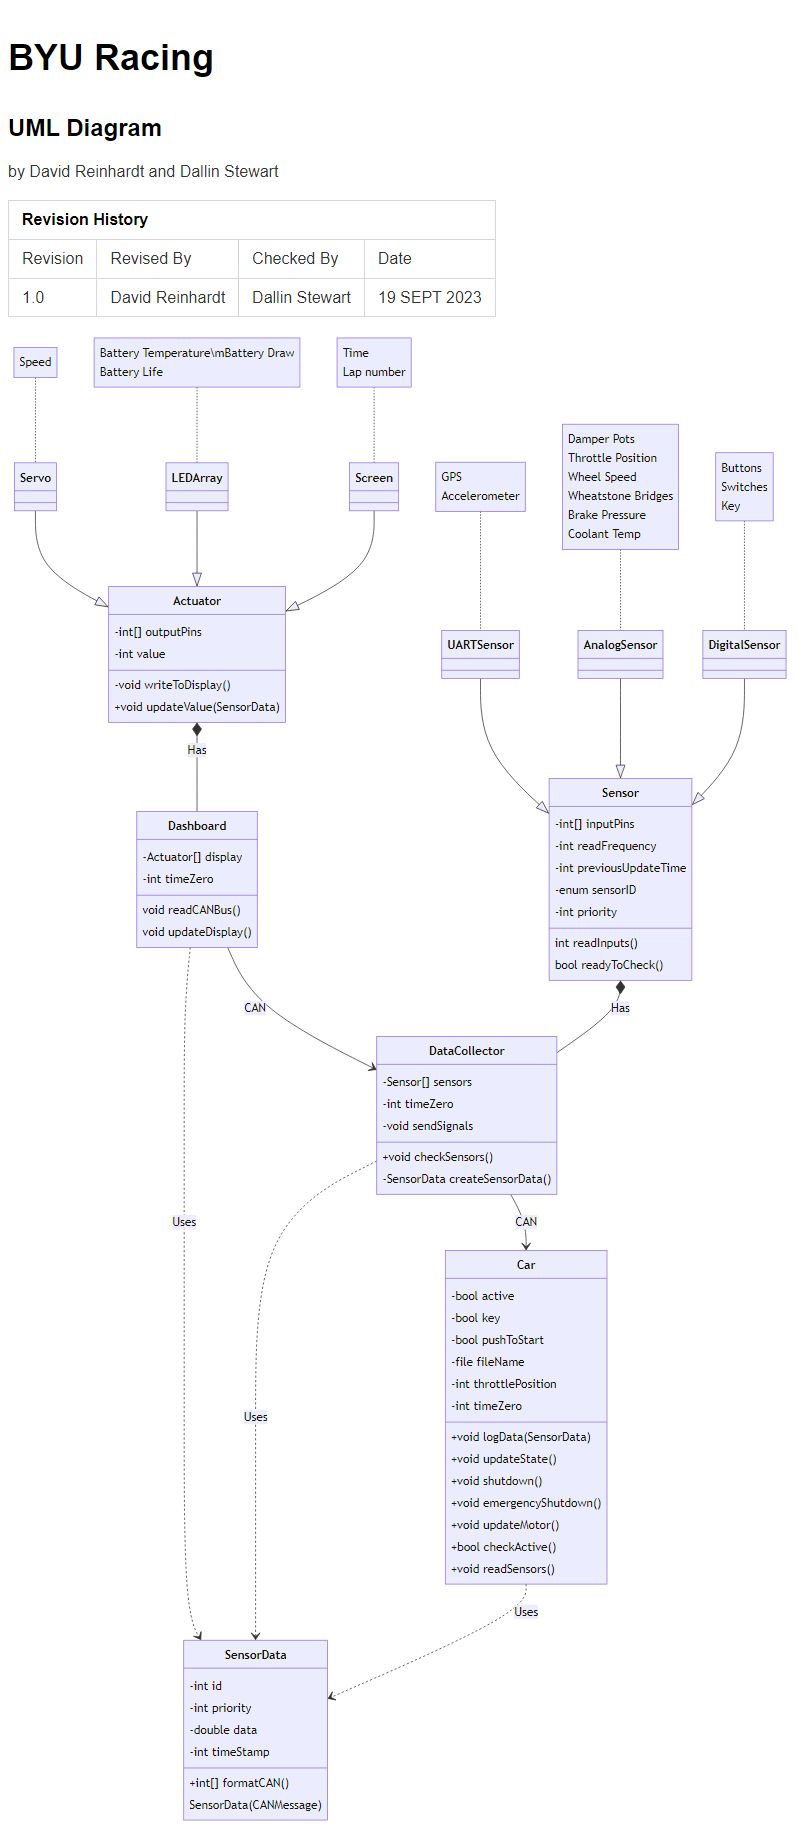 BYU Racing
UML Diagram
by David Reinhardt and Dallin Stewart
Revision History
Revision Revised By Checked By Date
1.0 David Reinhardt Dallin Stewart 19 SEPT 2023
Speed
Battery Temperature\mBattery Draw
Battery Life
Time
Lap number
Servo
LEDArray
Screen
GPS
Accelerometer
Damper Pots
Throttle Position
Wheel Speed
Wheatstone Bridges
Brake Pressure
Coolant Temp
Buttons
Switches
Key
Actuator
-int[] outputPins
-int value
-void writeToDisplay()
+void updateValue(SensorData)
UARTSensor
AnalogSensor
DigitalSensor
Has
Dashboard
-Actuator[] display
-int timeZero
void readCANBus()
void updateDisplay()
Sensor
-int[] inputPins
-int readFrequency
-int previousUpdateTime
-enum sensorID
-int priority
int readInputs()
bool readyToCheck()
CAN
Has
DataCollector
-Sensor[] sensors
-int timeZero
-void sendSignals
+void checkSensors()
-SensorData createSensorData()
Uses
CAN
Car
-bool active
-bool key
-bool pushToStart
-file fileName
-int throttlePosition
-int timeZero
+void logData(SensorData)
+void updateState()
+void shutdown()
+void emergencyShutdown()
+void updateMotor()
+bool checkActive()
+void readSensors()
Uses
Uses
SensorData
-int id
-int priority
-double data
-int timeStamp
+int[] formatCAN()
SensorData(CANMessage)